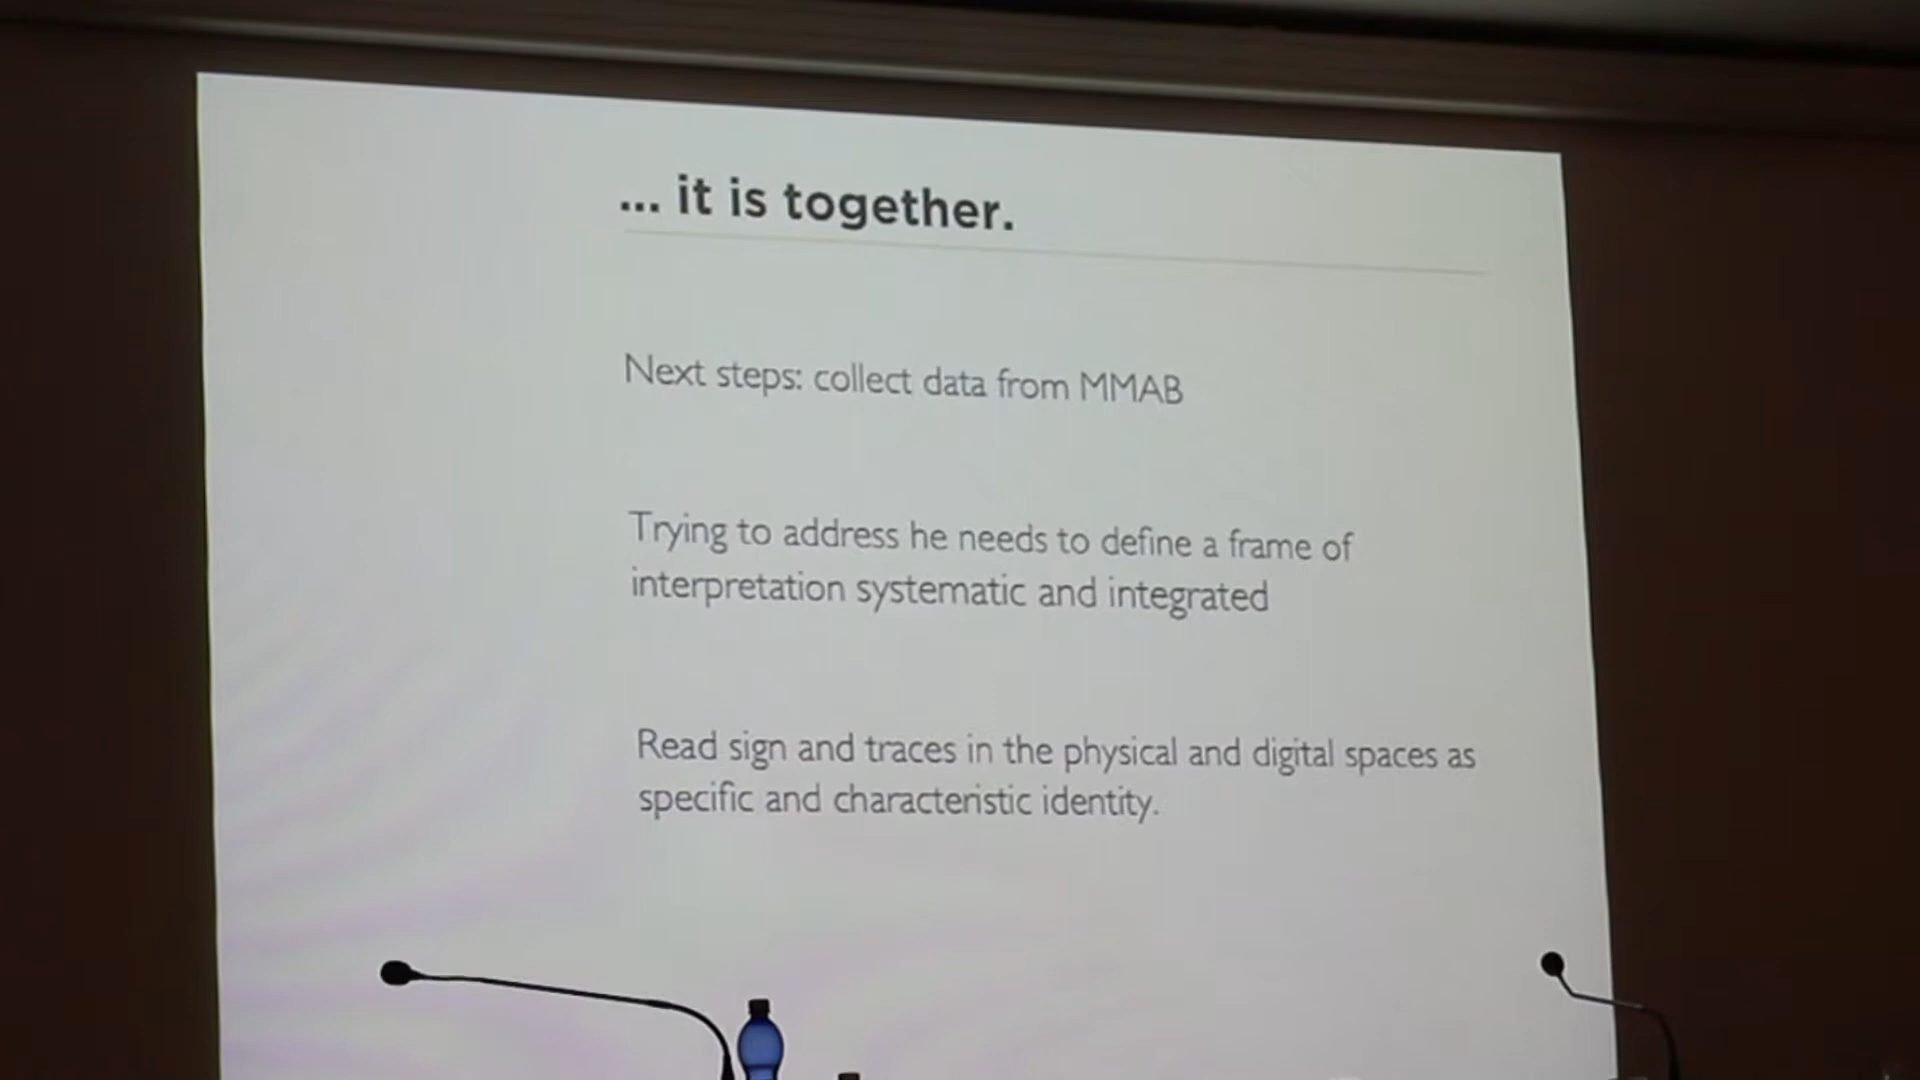 ... it is together.
Next steps: collect data from MMAB
Trying to address he needs to define a frame of
interpretation systematic and integrated
Read sign and traces in the physical and digital spaces as
specific and characteristic identity.